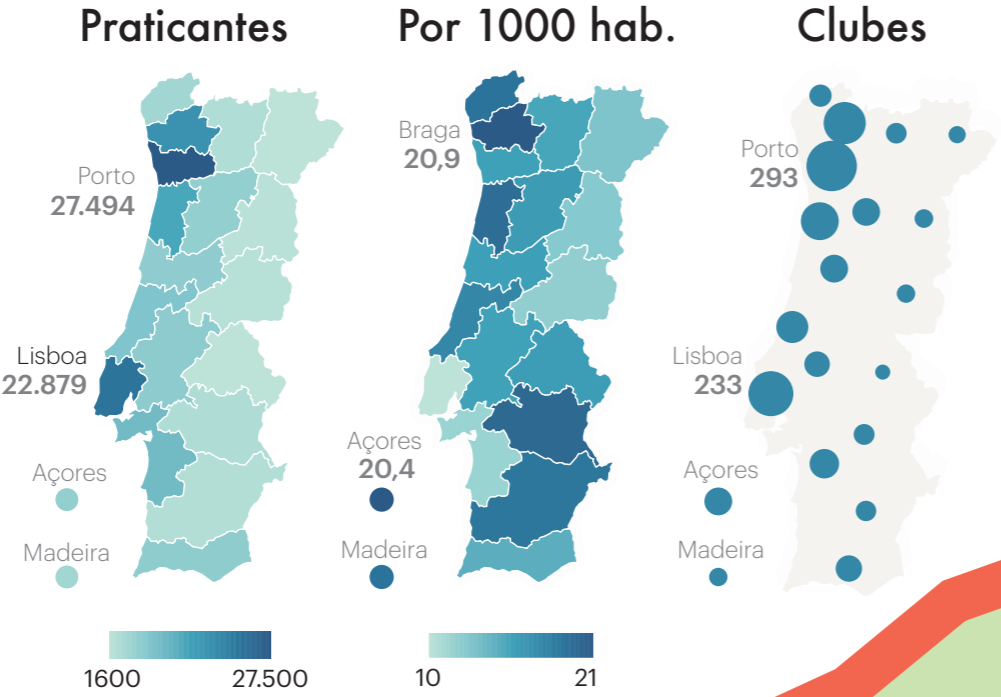 Praticantes
Porto
27.494
Lisboa
22.879
Açores
Madeira
1600
27.500
Por 1000 hab.
Braga
20,9
Açores
20,4
Madeira
10
21
Clubes
Porto
293
Lisboa
233
Açores
Madeira